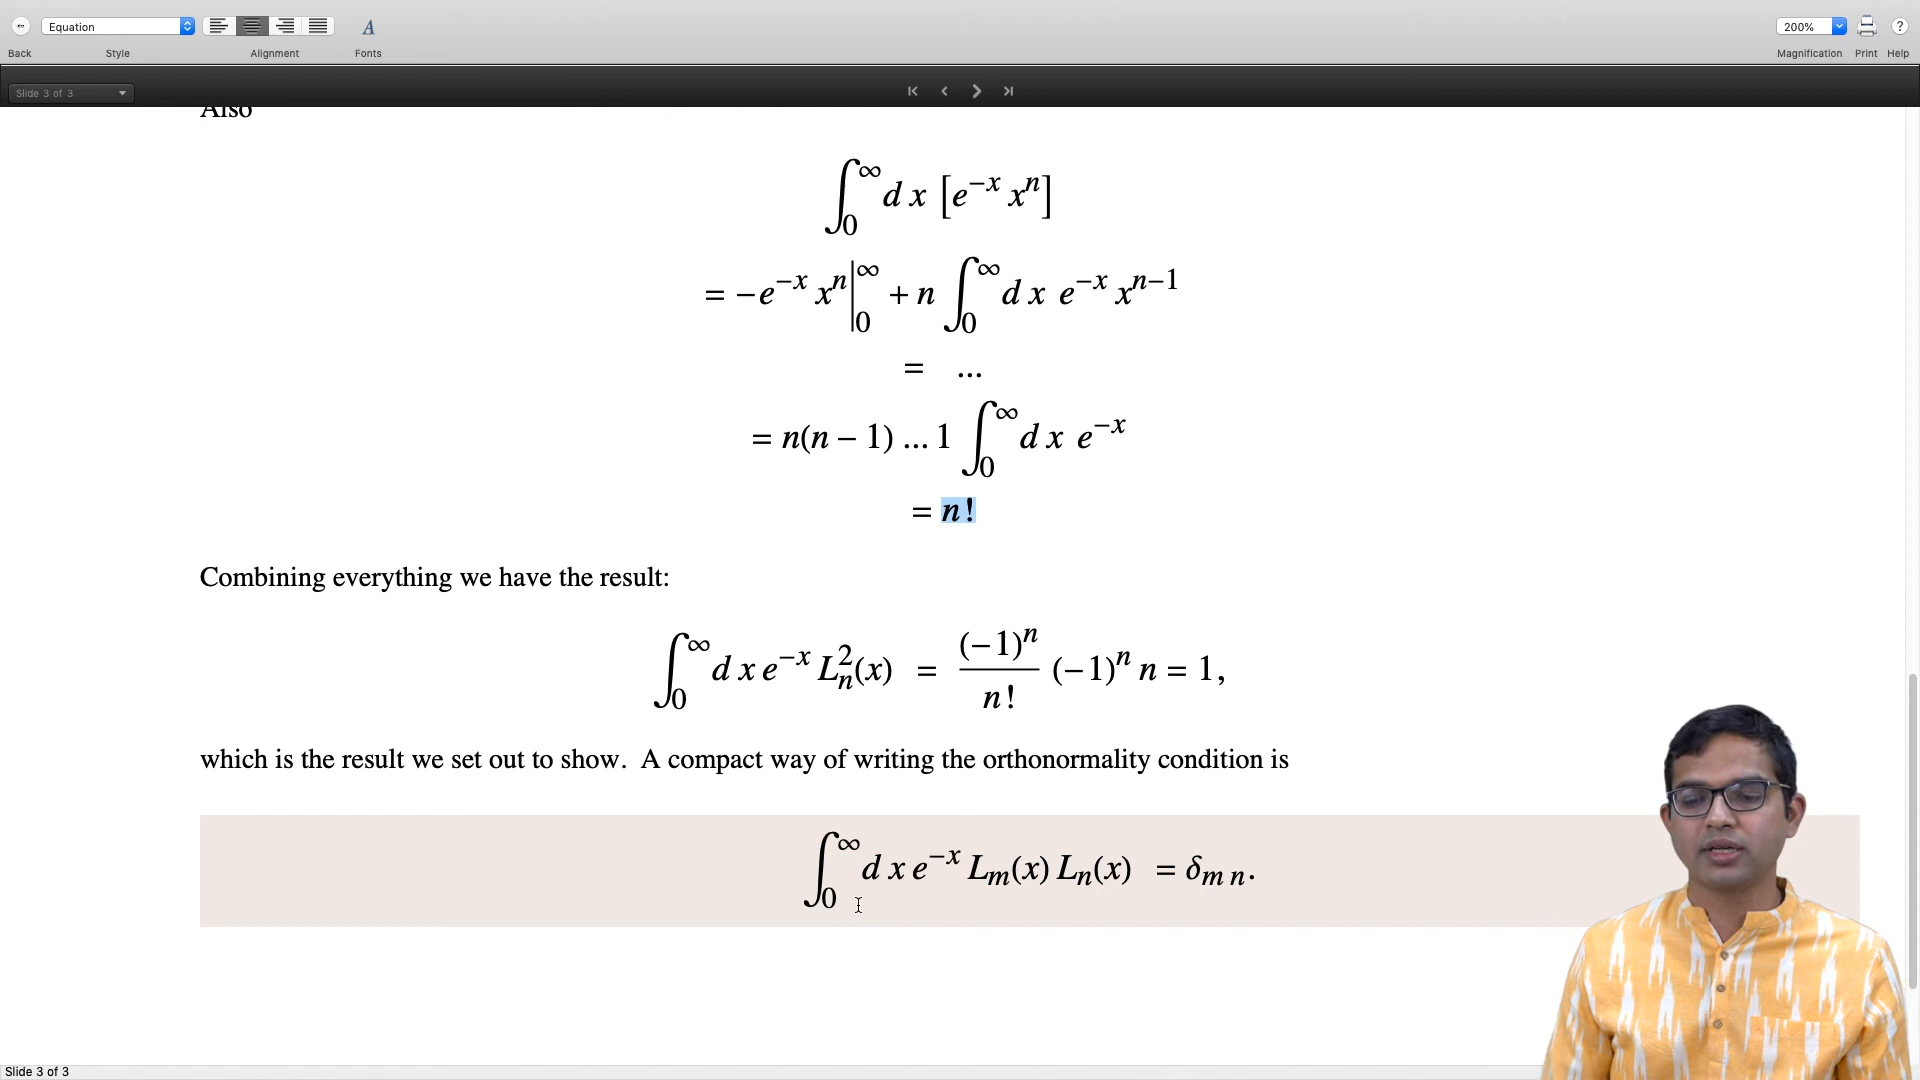 Equation
200%
Back Style Alignment Fonts Magnification Print Help
Slide 3 of 3
Also
∫₀^∞ d x [e^{−x} x^n]
= −e^{−x} x^n |₀^∞ + n ∫₀^∞ d x e^{−x} x^{n−1}
= ...
= n(n − 1) ... 1 ∫₀^∞ d x e^{−x}
= n!
Combining everything we have the result:
∫₀^∞ d x e^{−x} L_n^2(x) = \frac{(−1)^n}{n!} (−1)^n n = 1,
which is the result we set out to show. A compact way of writing the orthonormality condition is
∫₀^∞ d x e^{−x} L_m(x) L_n(x) = δ_{m n}.
Slide 3 of 3